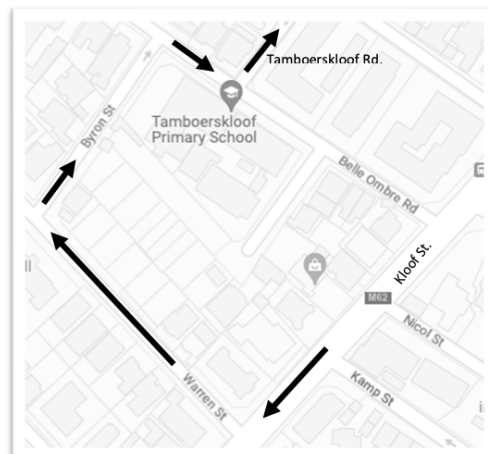 Tamboerskloof Rd.
Byron St
Tamboerskloof
Primary School
Belle Ombre Rd
Kloof St.
ll
M62
Nicol St
Warren St
Kamp St